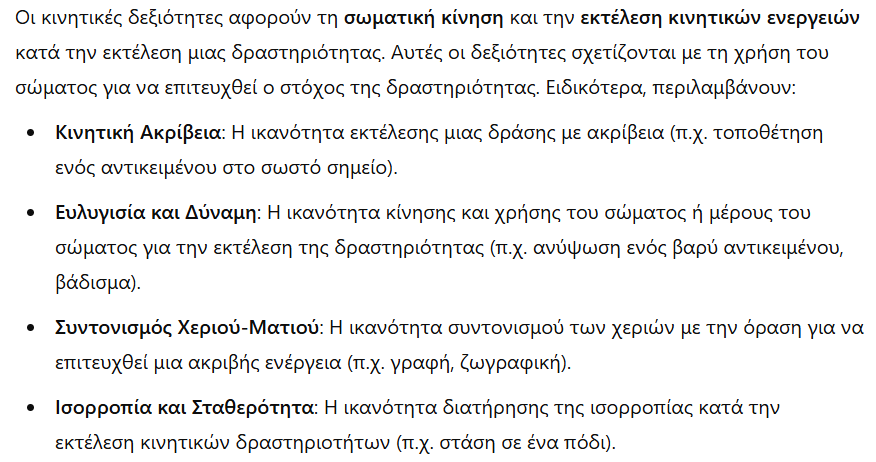 Οι κινητικές δεξιότητες αφορούν τη σωματική κίνηση και την εκτέλεση κινητικών ενεργειών
κατά την εκτέλεση μιας δραστηριότητας. Αυτές οι δεξιότητες σχετίζονται με τη χρήση του
σώματος για να επιτευχθεί ο στόχος της δραστηριότητας. Ειδικότερα, περιλαμβάνουν:
• Κινητική Ακρίβεια: Η ικανότητα εκτέλεσης μιας δράσης με ακρίβεια (π.χ. τοποθέτηση
ενός αντικειμένου στο σωστό σημείο).
• Ευλυγισία και Δύναμη: Η ικανότητα κίνησης και χρήσης του σώματος ή μέρους του
σώματος για την εκτέλεση της δραστηριότητας (π.χ. ανύψωση ενός βαρύ αντικειμένου,
βάδισμα).
• Συντονισμός Χεριού-Ματιού: Η ικανότητα συντονισμού των χεριών με την όραση για να
επιτευχθεί μια ακριβής ενέργεια (π.χ. γραφή, ζωγραφική).
• Ισορροπία και Σταθερότητα: Η ικανότητα διατήρησης της ισορροπίας κατά την
εκτέλεση κινητικών δραστηριοτήτων (π.χ. στάση σε ένα πόδι).